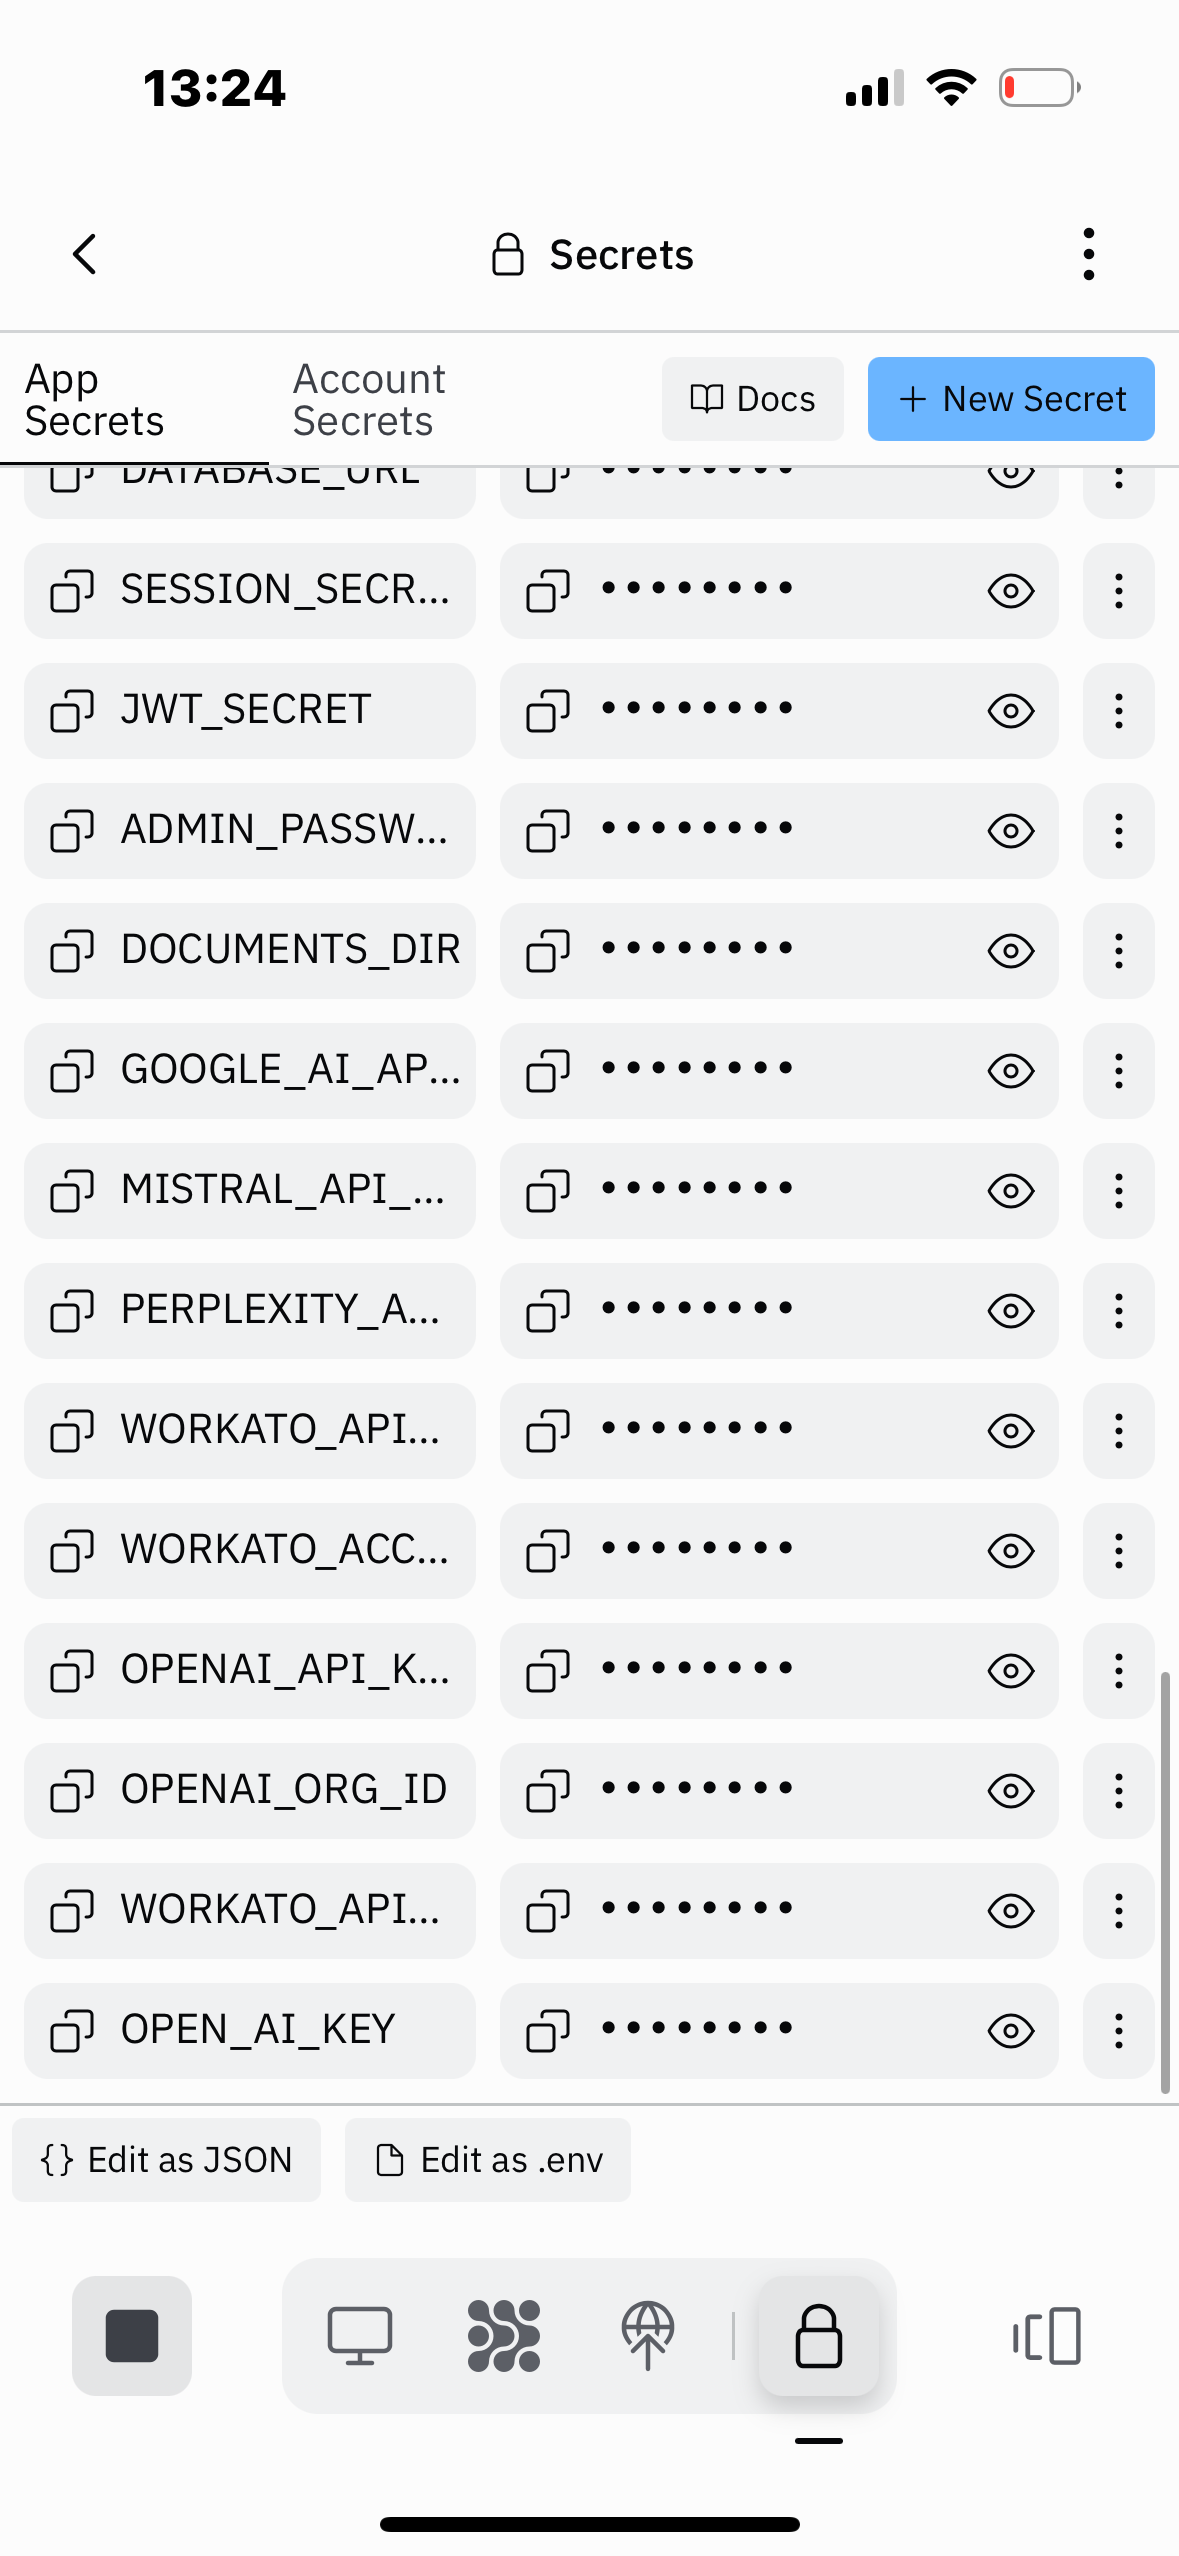 13:24
Secrets
App
Secrets
Account
Secrets
Docs
New Secret
DATABASE_URL
SESSION_SECR...
JWT_SECRET
ADMIN_PASSW...
DOCUMENTS_DIR
GOOGLE_AI_AP...
MISTRAL_API_...
PERPLEXITY_A...
WORKATO_API...
WORKATO_ACC...
OPENAI_API_K...
OPENAI_ORG_ID
WORKATO_API...
OPEN_AI_KEY
{} Edit as JSON
Edit as .env